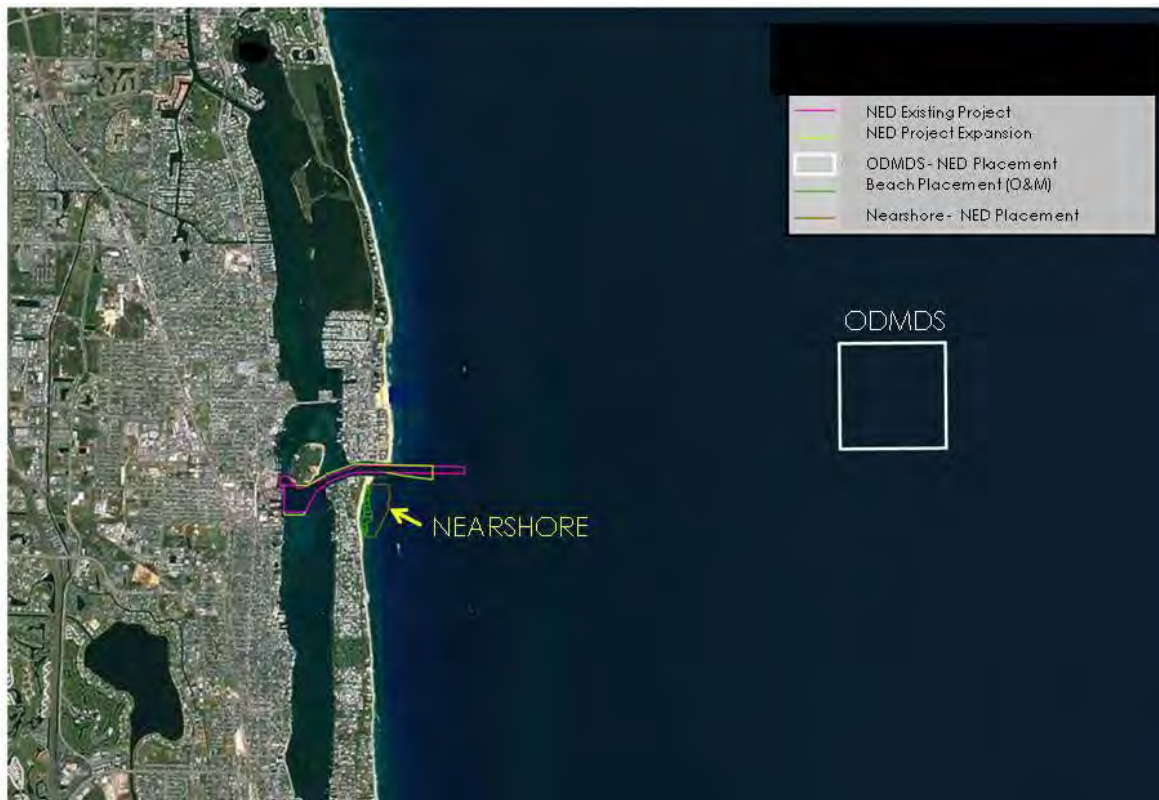 NED Existing Project
NED Project Expansion
ODMDS - NED Placement
Beach Placement (O&M)
Nearshore - NED Placement
ODMDS
NEARSHORE